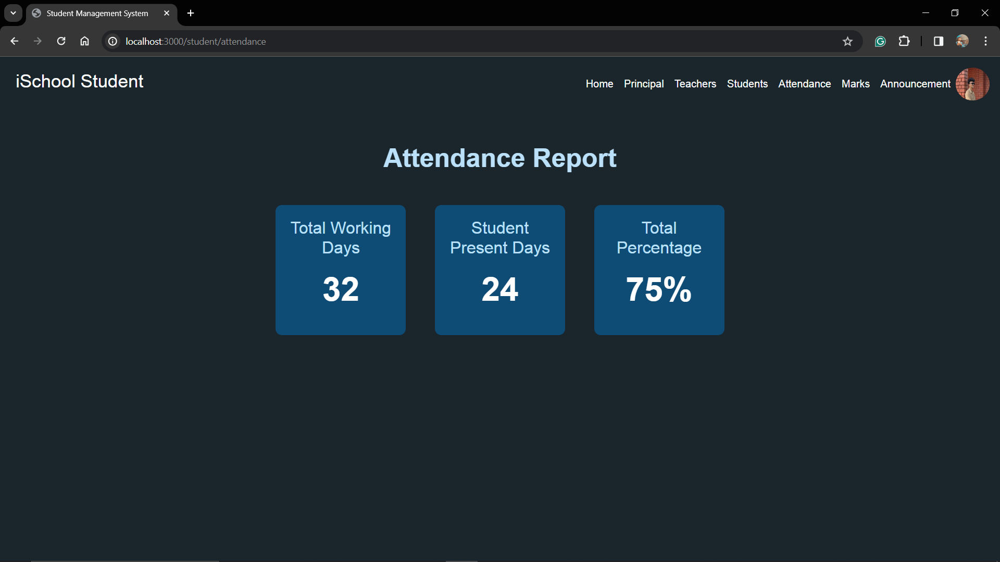 Student Management System
localhost:3000/student/attendance
iSchool Student
Home Principal Teachers Students Attendance Marks Announcement
Attendance Report
Total Working
Days
32
Student
Present Days
24
Total
Percentage
75%